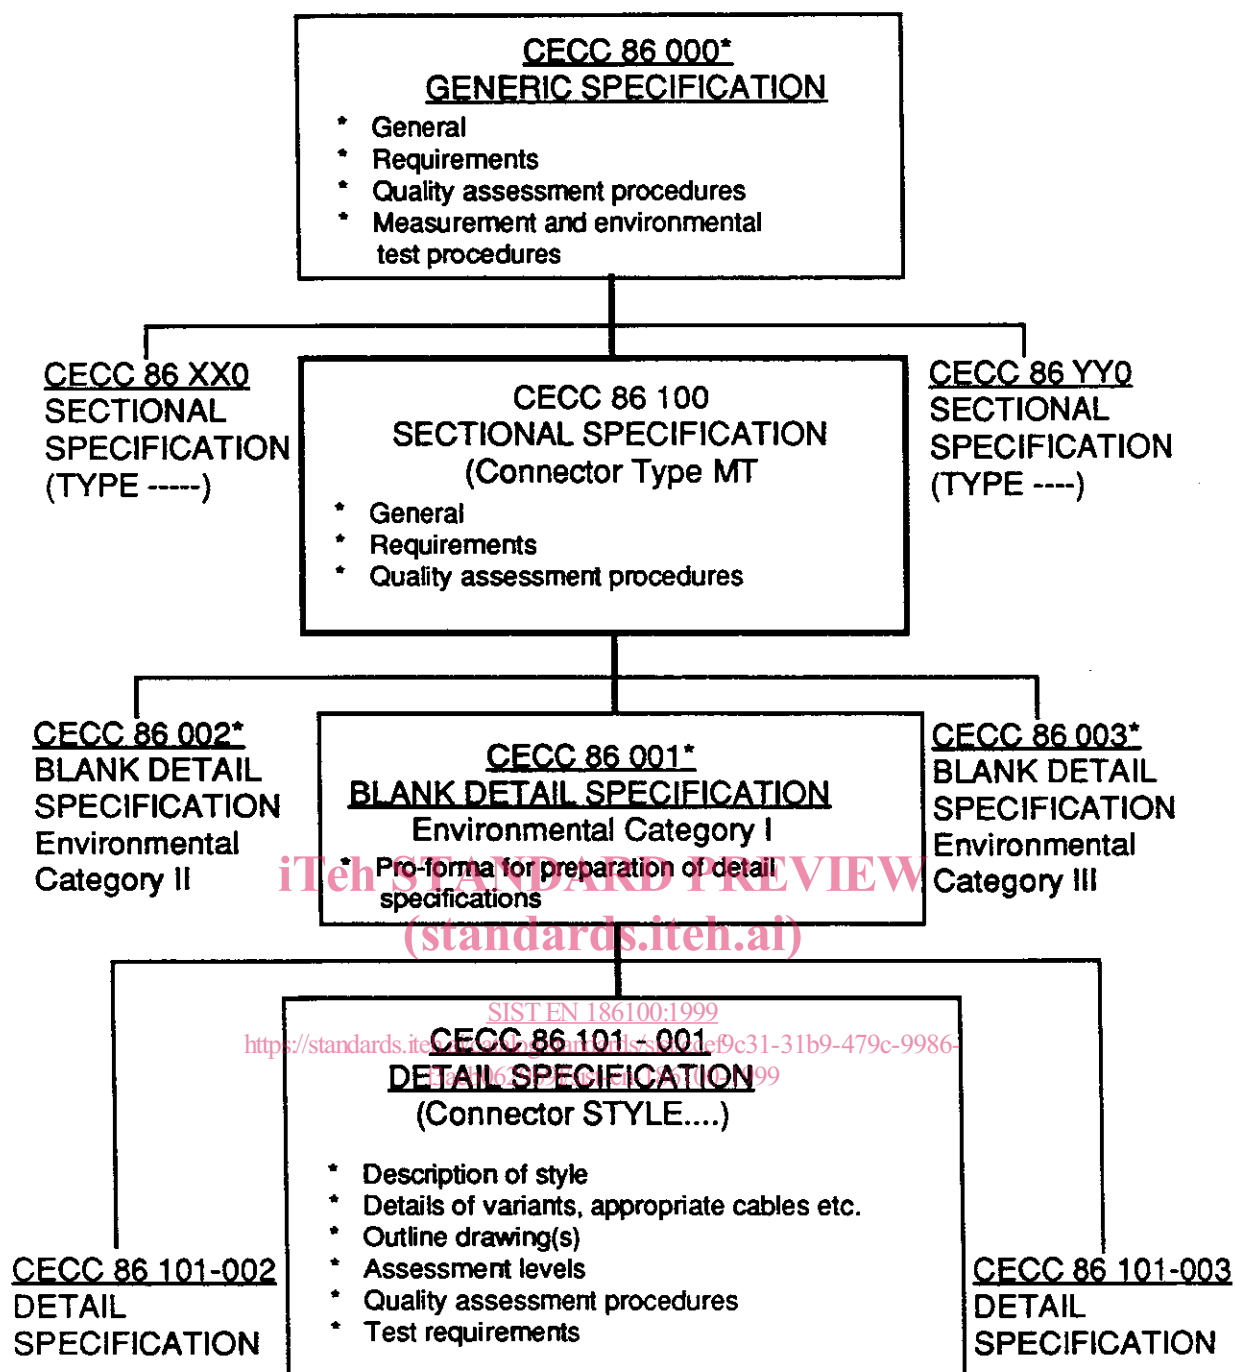 CECC 86 000*
GENERIC SPECIFICATION
* General
* Requirements
* Quality assessment procedures
* Measurement and environmental
test procedures
CECC 86 XX0
SECTIONAL
SPECIFICATION
(TYPE -----)
CECC 86 100
SECTIONAL SPECIFICATION
(Connector Type MT
* General
* Requirements
* Quality assessment procedures
CECC 86 YY0
SECTIONAL
SPECIFICATION
(TYPE ----)
CECC 86 002*
BLANK DETAIL
SPECIFICATION
Environmental
Category II
CECC 86 001*
BLANK DETAIL SPECIFICATION
Environmental Category I
* Pro-forma for preparation of detail
specifications
CECC 86 003*
BLANK DETAIL
SPECIFICATION
Environmental
Category III
iTeh STANDARD PREVIEW
(standards.iteh.ai)
SIST EN 186100:1999
CECC 86 101 - 001
DETAIL SPECIFICATION
(Connector STYLE....)
* Description of style
* Details of variants, appropriate cables etc.
* Outline drawing(s)
* Assessment levels
* Quality assessment procedures
* Test requirements
CECC 86 101-002
DETAIL
SPECIFICATION
CECC 86 101-003
DETAIL
SPECIFICATION